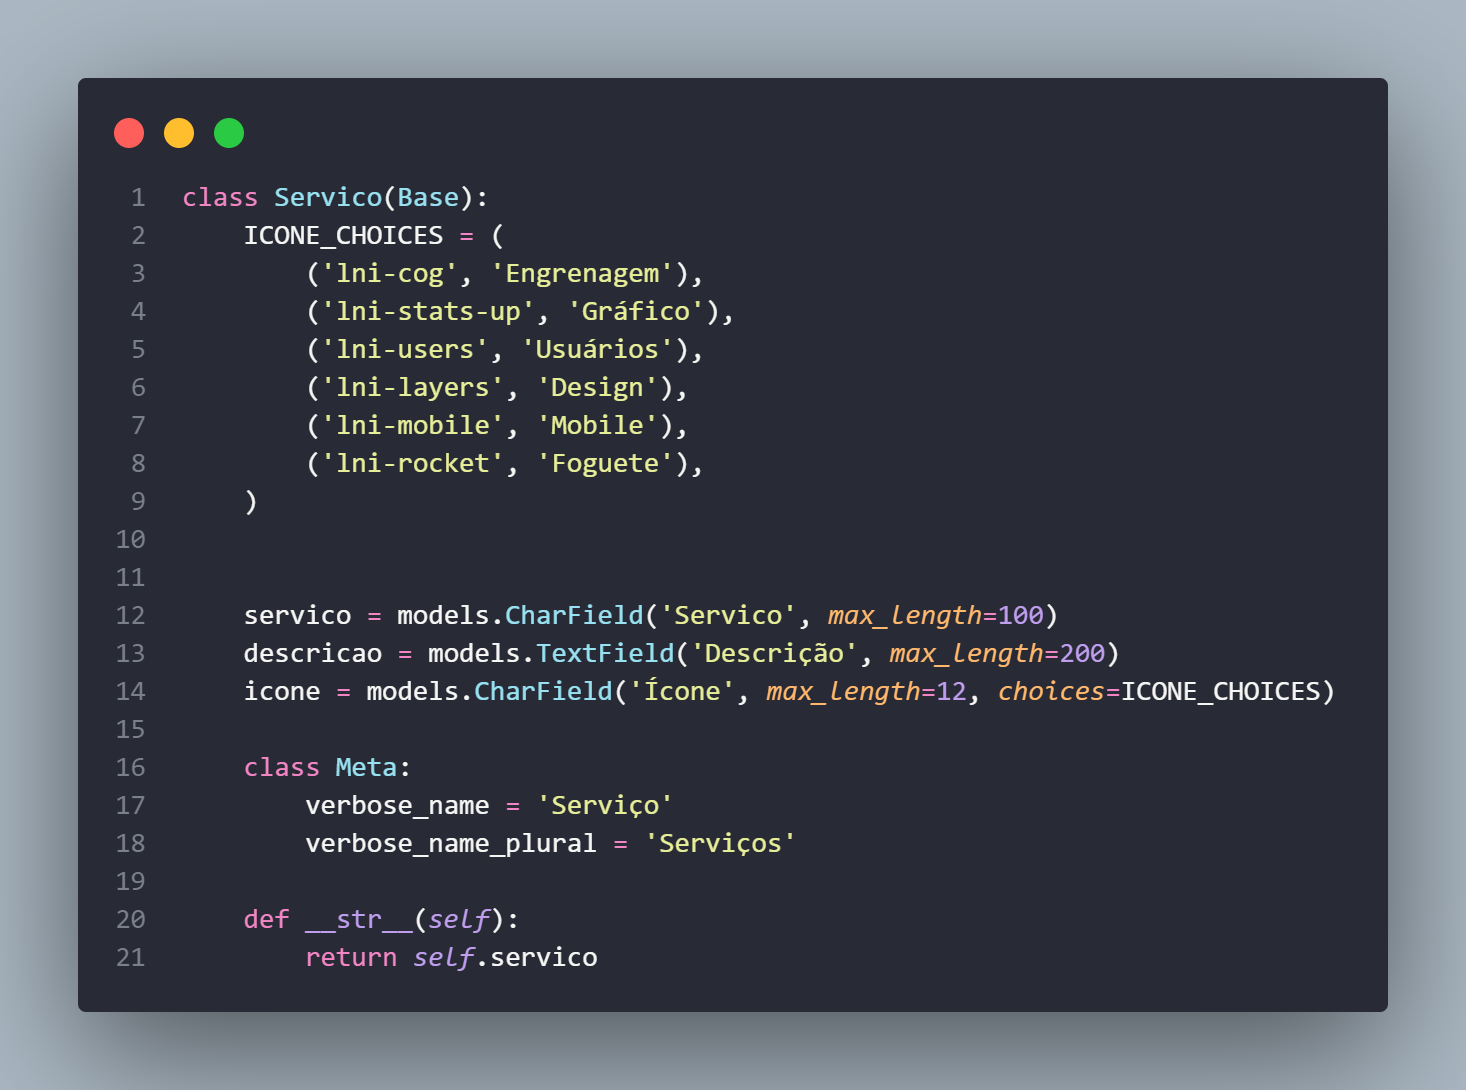 1 class Servico(Base):
2     ICONE_CHOICES = (
3         ('lni-cog', 'Engrenagem'),
4         ('lni-stats-up', 'Gráfico'),
5         ('lni-users', 'Usuários'),
6         ('lni-layers', 'Design'),
7         ('lni-mobile', 'Mobile'),
8         ('lni-rocket', 'Foguete'),
9     )
10
11
12     servico = models.CharField('Servico', max_length=100)
13     descricao = models.TextField('Descrição', max_length=200)
14     icone = models.CharField('Ícone', max_length=12, choices=ICONE_CHOICES)
15
16     class Meta:
17         verbose_name = 'Serviço'
18         verbose_name_plural = 'Serviços'
19
20     def __str__(self):
21         return self.servico